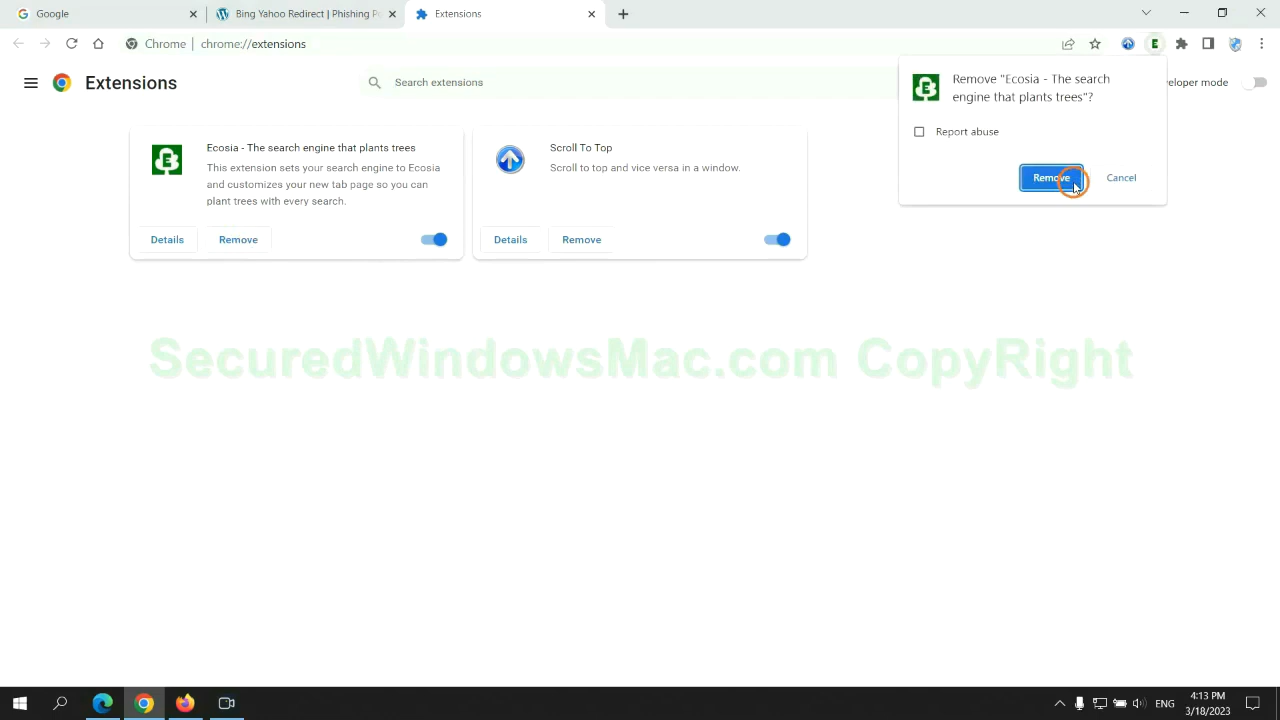 Google
Bing Yahoo Redirect | Phishing Pe
Extensions
Chrome | chrome://extensions
Extensions
Search extensions
veloper mode
Remove "Ecosia - The search
engine that plants trees"?
Report abuse
Remove
Cancel
Ecosia - The search engine that plants trees
This extension sets your search engine to Ecosia
and customizes your new tab page so you can
plant trees with every search.
Details
Remove
Scroll To Top
Scroll to top and vice versa in a window.
Details
Remove
SecuredWindowsMac.com CopyRight
ENG
4:13 PM
3/18/2023